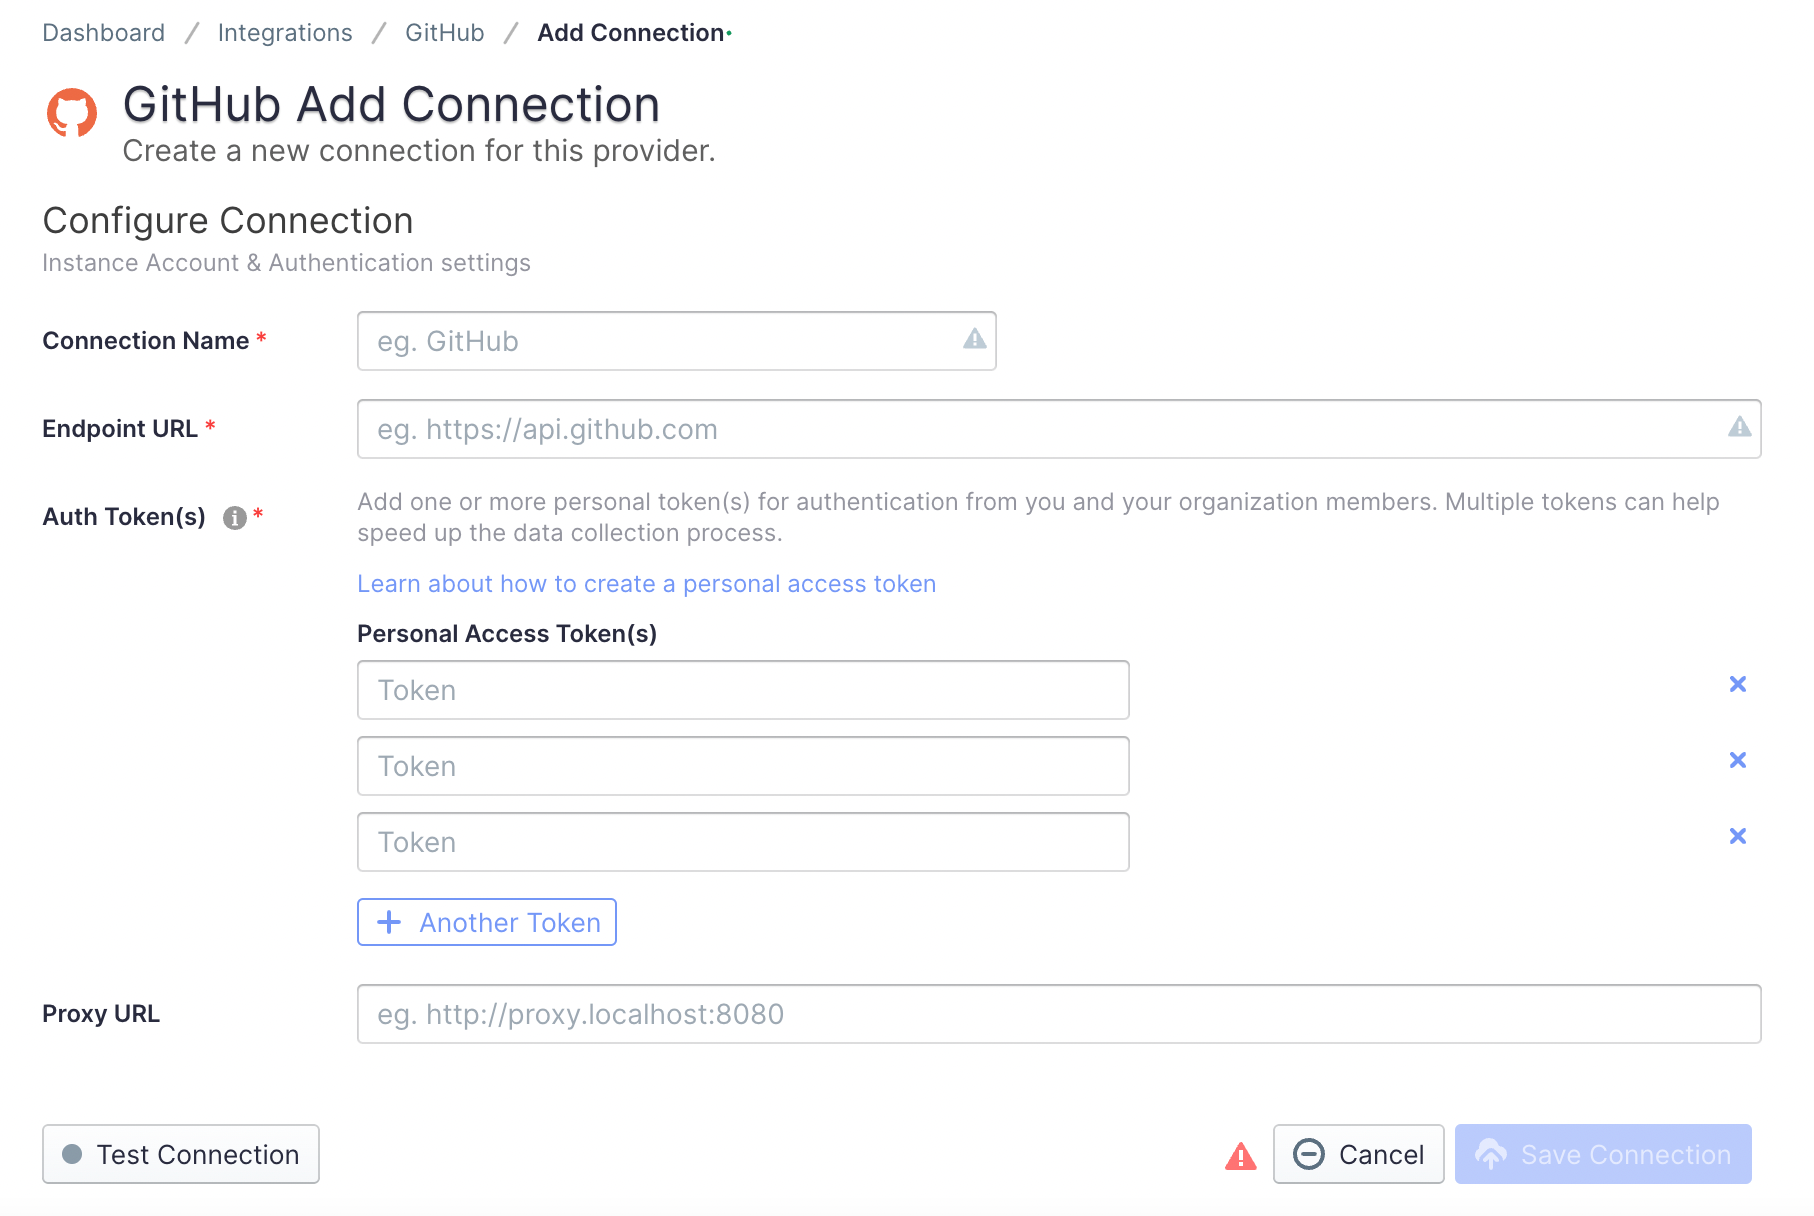 Dashboard / Integrations / GitHub / Add Connection
GitHub Add Connection
Create a new connection for this provider.
Configure Connection
Instance Account & Authentication settings
Connection Name *
eg. GitHub
Endpoint URL *
eg. https://api.github.com
Auth Token(s) *
Add one or more personal token(s) for authentication from you and your organization members. Multiple tokens can help
speed up the data collection process.
Learn about how to create a personal access token
Personal Access Token(s)
Token
Token
Token
Another Token
Proxy URL
eg. http://proxy.localhost:8080
Test Connection
Cancel
Save Connection